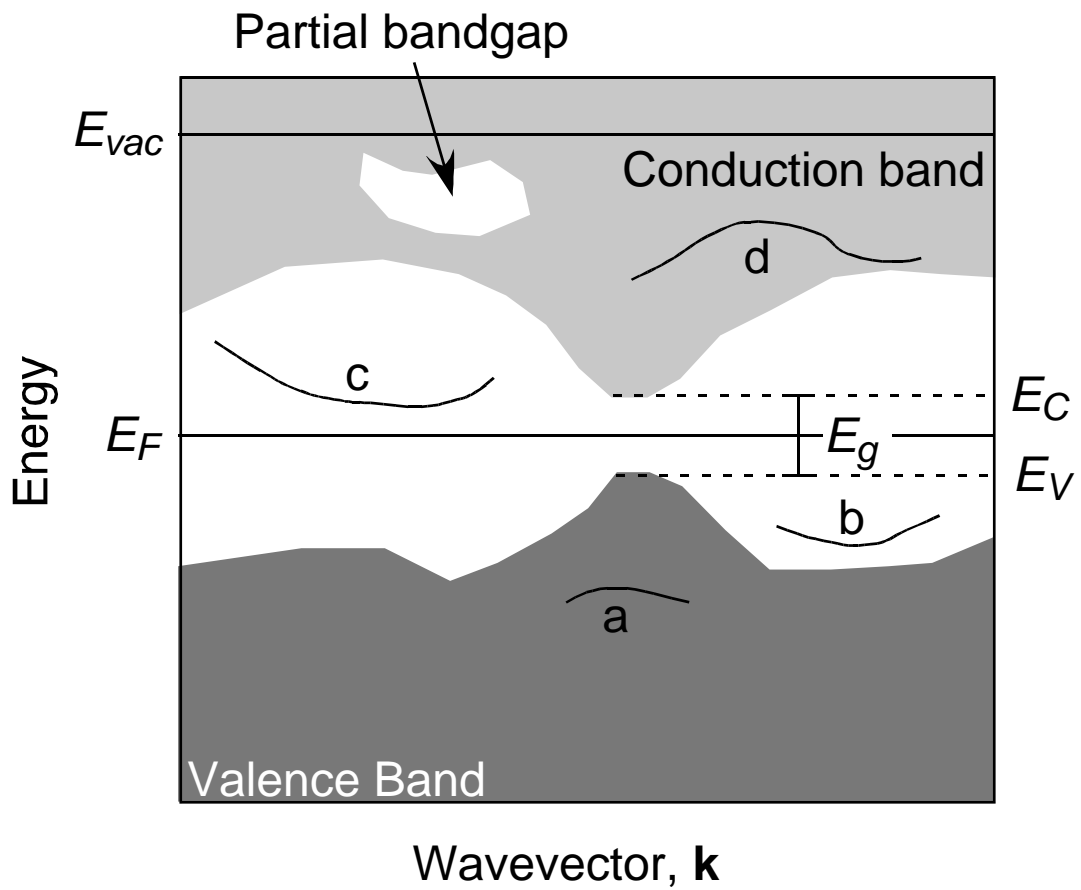 Partial bandgap
E_vac
Conduction band
d
c
E_C
E_F
E_g
E_V
b
a
Valence Band
Energy
Wavevector, k